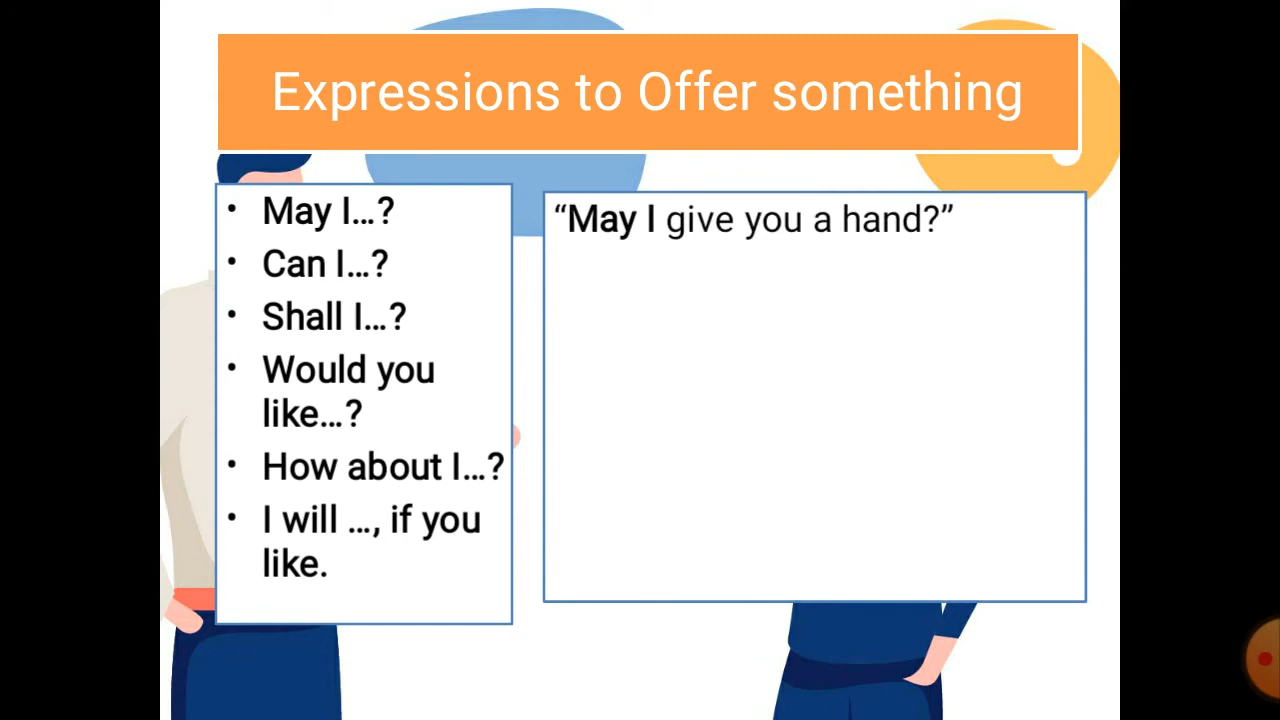 Expressions to Offer something
• May I...?
• Can I...?
• Shall I...?
• Would you
like...?
• How about I...?
• I will ..., if you
like.
“May I give you a hand?”